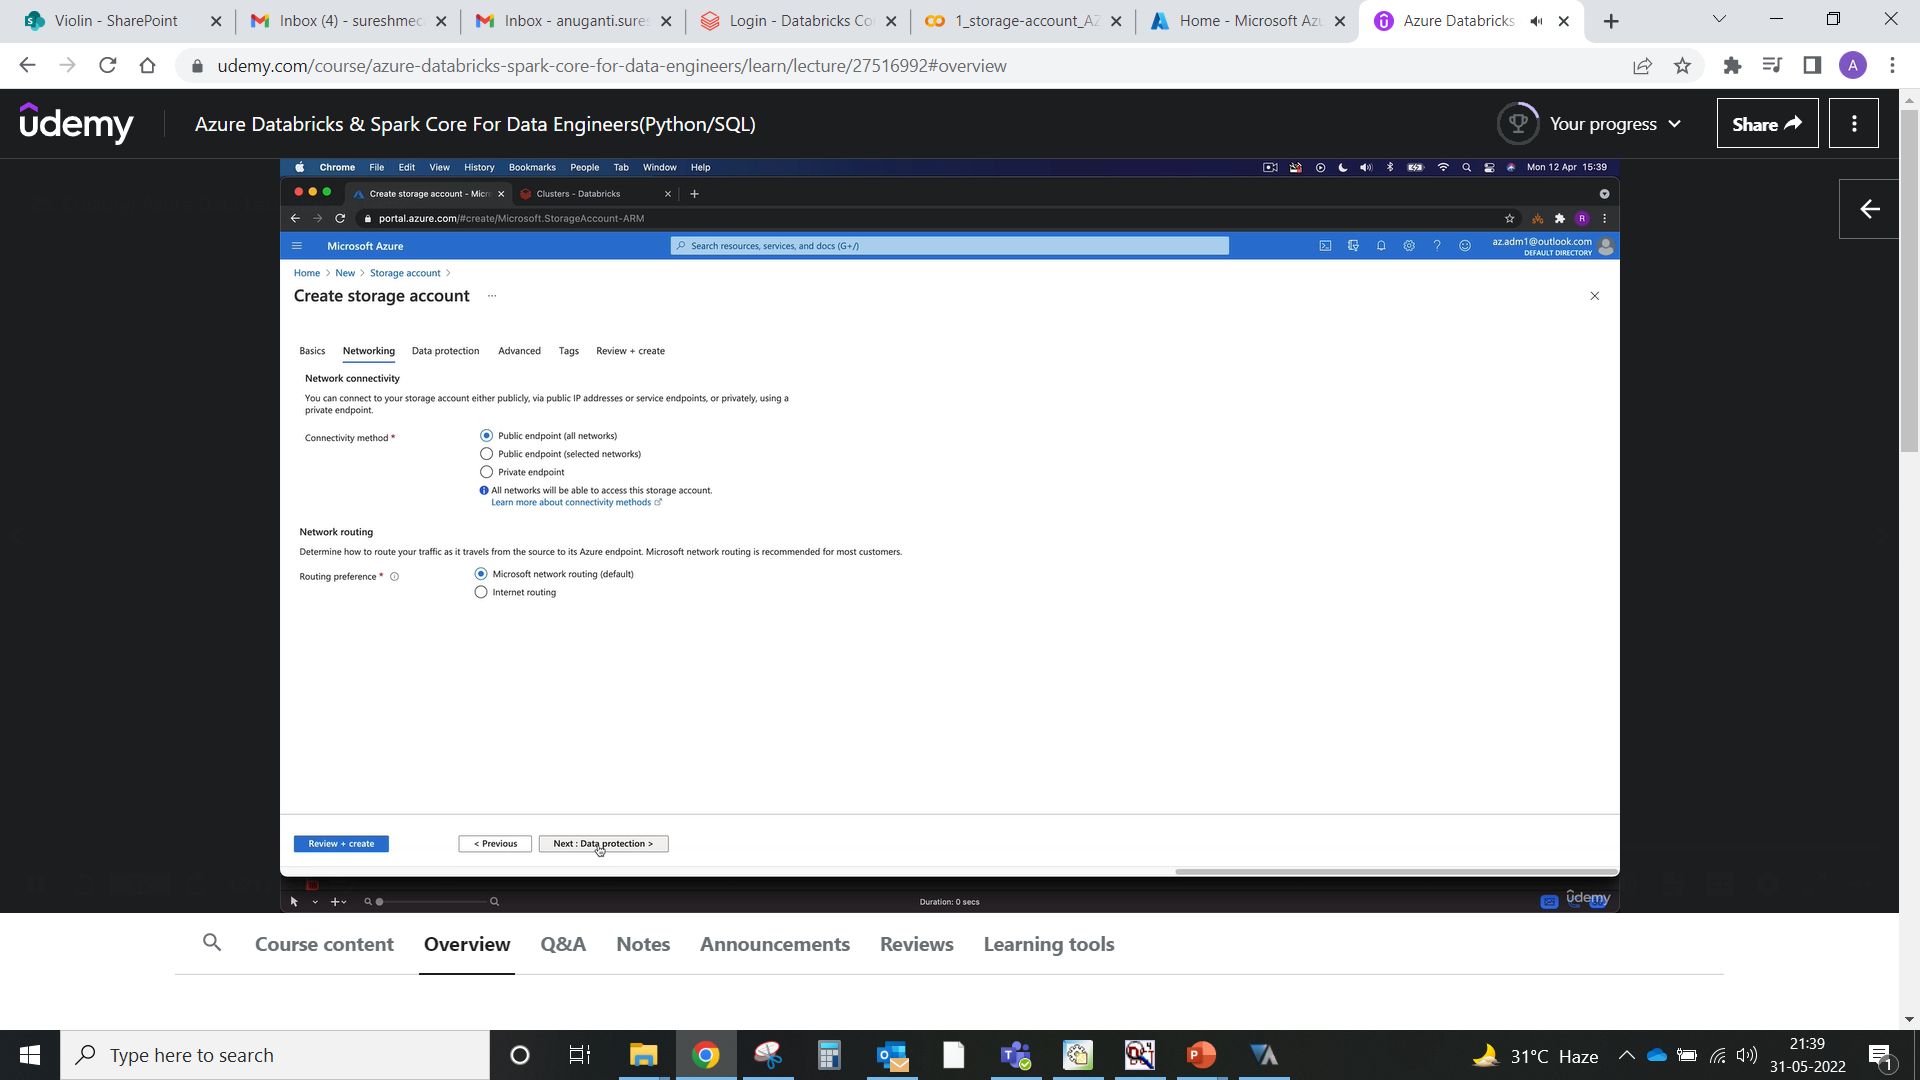 Violin - SharePoint
Inbox (4) - sureshmec
Inbox - anuganti.sures
Login - Databricks Co
1_storage-account_AZ
Home - Microsoft Azu
Azure Databricks
udemy.com/course/azure-databricks-spark-core-for-data-engineers/learn/lecture/27516992#overview
A
udemy
Azure Databricks & Spark Core For Data Engineers(Python/SQL)
Your progress
Share
Chrome File Edit View History Bookmarks People Tab Window Help
Mon 12 Apr 15:39
Create storage account - Micr
Clusters - Databricks
portal.azure.com/#create/Microsoft.StorageAccount-ARM
R
Microsoft Azure
Search resources, services, and docs (G+/)
az.adm1@outlook.com
DEFAULT DIRECTORY
Home > New > Storage account >
Create storage account ...
Basics Networking Data protection Advanced Tags Review + create
Network connectivity
You can connect to your storage account either publicly, via public IP addresses or service endpoints, or privately, using a
private endpoint.
Connectivity method *
Public endpoint (all networks)
Public endpoint (selected networks)
Private endpoint
All networks will be able to access this storage account.
Learn more about connectivity methods
Network routing
Determine how to route your traffic as it travels from the source to its Azure endpoint. Microsoft network routing is recommended for most customers.
Routing preference *
Microsoft network routing (default)
Internet routing
Review + create
< Previous
Next : Data protection >
Duration: 0 secs
udemy
Course content Overview Q&A Notes Announcements Reviews Learning tools
Type here to search
31°C Haze
21:39
31-05-2022
1